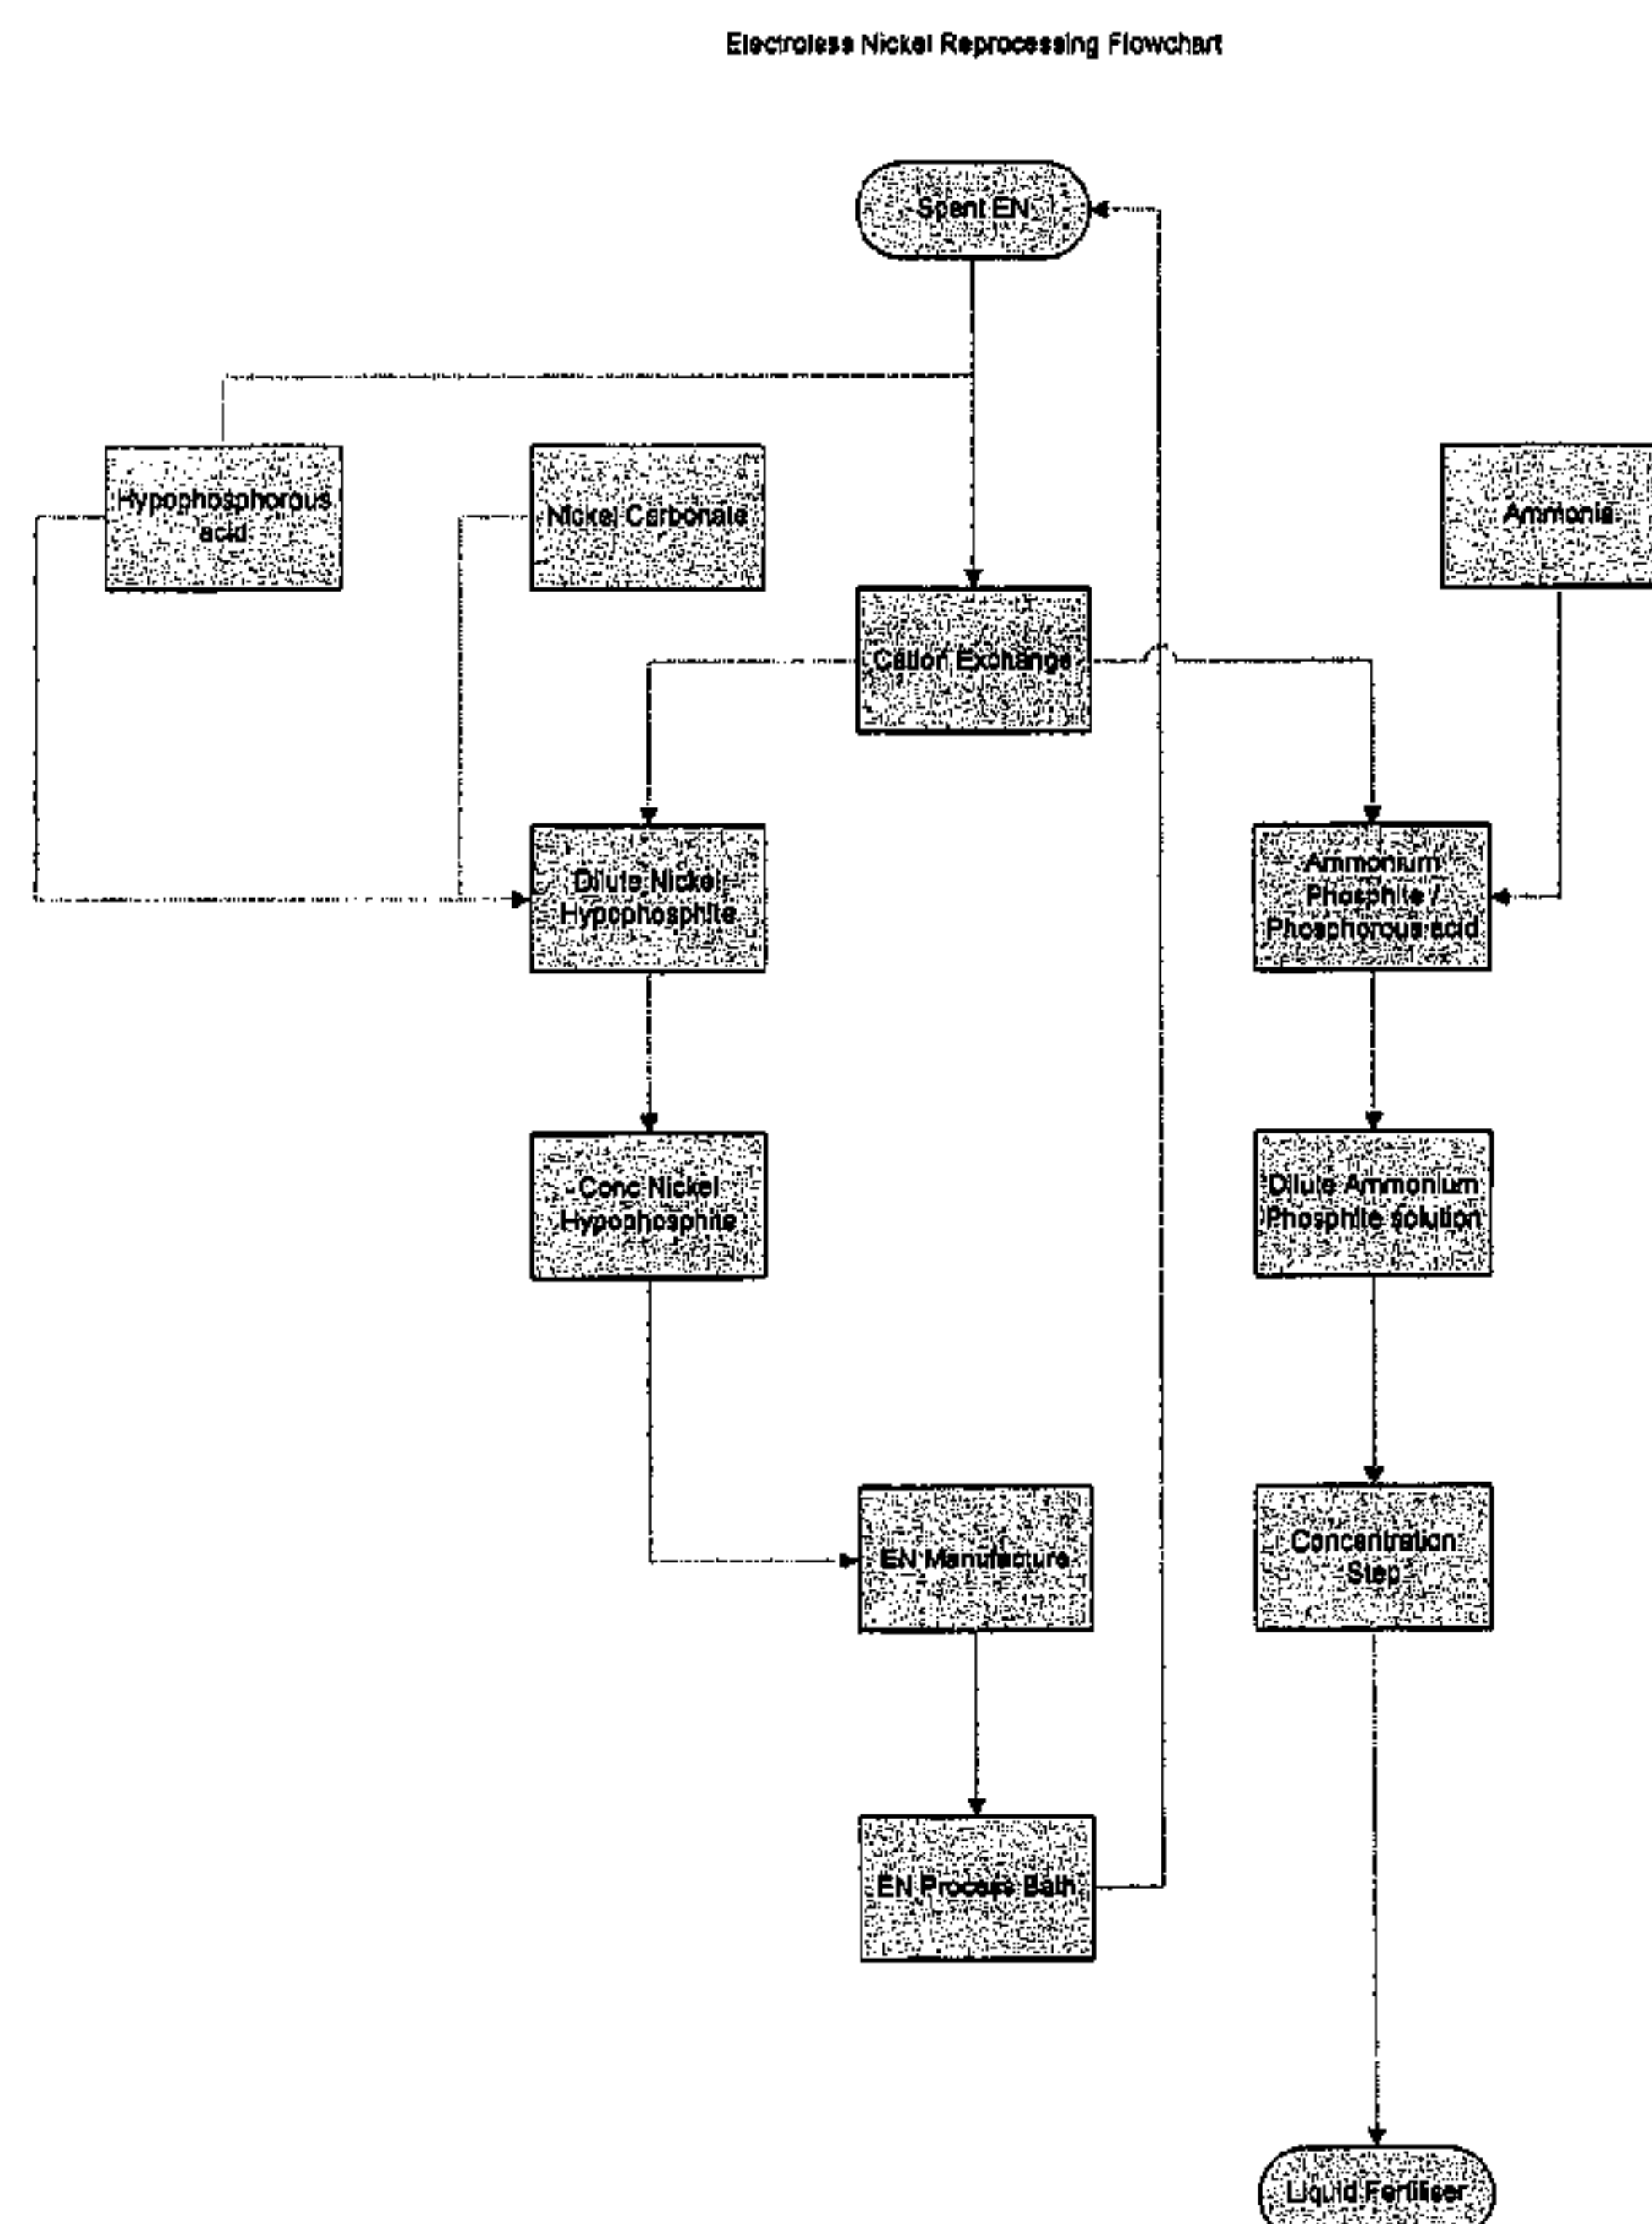 Electroless Nickel Reprocessing Flowchart
Spent EN
Hypophosphorous
acid
Nickel Carbonate
Ammonia
Cation Exchange
Dilute Nickel
Hypophosphite
Ammonium
Phosphite /
Phosphorous acid
Conc Nickel
Hypophosphite
Dilute Ammonium
Phosphite solution
EN Manufacture
Concentration
Step
EN Process Bath
Liquid Fertiliser